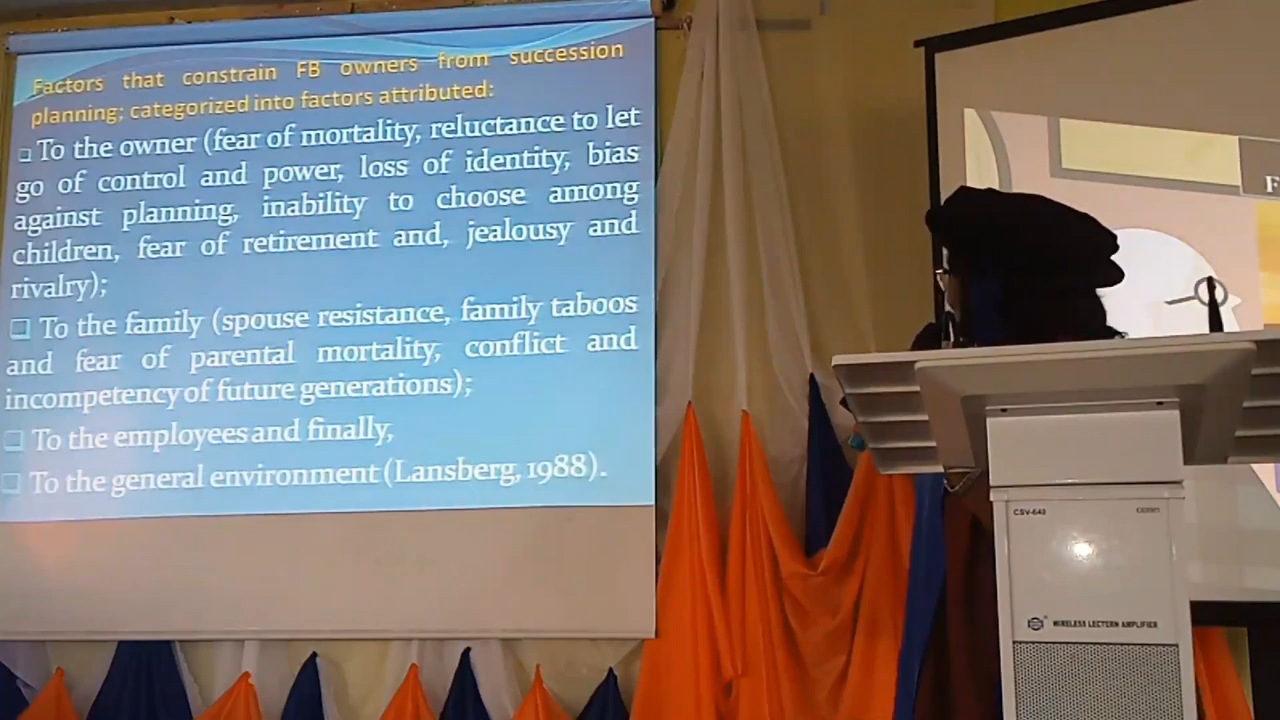 Factors that constrain FB owners from succession
planning; categorized into factors attributed:
❑ To the owner (fear of mortality, reluctance to let
go of control and power, loss of identity, bias
against planning, inability to choose among
children, fear of retirement and, jealousy and
rivalry);
❑ To the family (spouse resistance, family taboos
and fear of parental mortality, conflict and
incompetency of future generations);
❑ To the employees and finally,
❑ To the general environment (Lansberg, 1988).
F
CSV-640
WIRELESS LECTERN AMPLIFIER